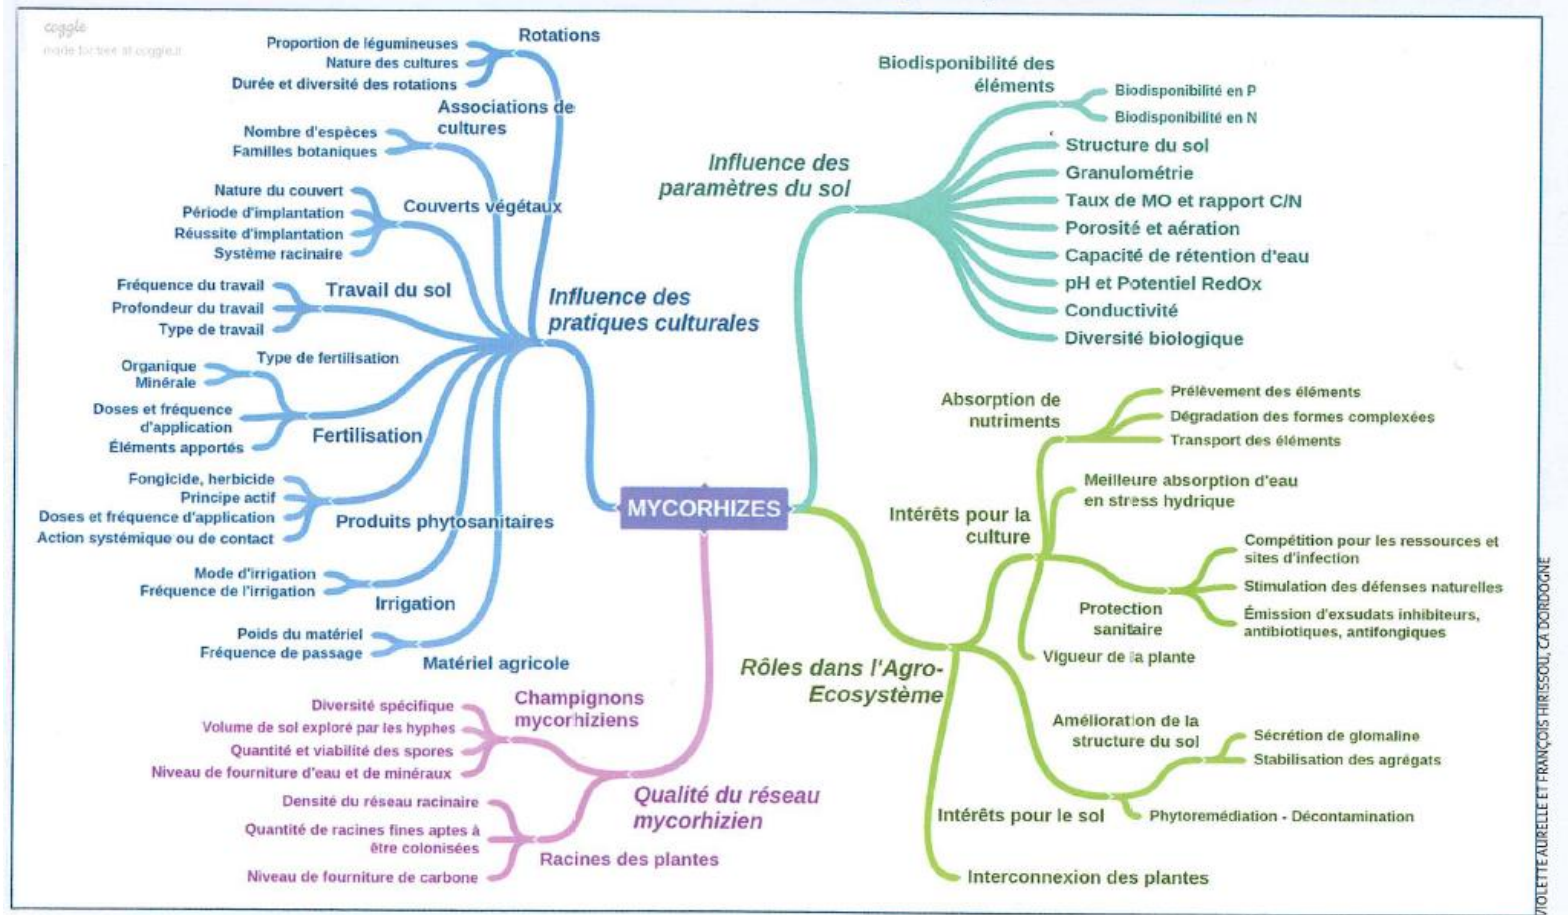 coggle
made for free at coggle.it
Rotations
Proportion de légumineuses
Nature des cultures
Durée et diversité des rotations
Associations de
cultures
Nombre d'espèces
Familles botaniques
Couverts végétaux
Nature du couvert
Période d'implantation
Réussite d'implantation
Système racinaire
Travail du sol
Fréquence du travail
Profondeur du travail
Type de travail
Influence des
pratiques culturales
Type de fertilisation
Organique
Minérale
Doses et fréquence
d'application
Éléments apportés
Fertilisation
Fongicide, herbicide
Principe actif
Doses et fréquence d'application
Action systémique ou de contact
Produits phytosanitaires
Mode d'irrigation
Fréquence de l'irrigation
Irrigation
Poids du matériel
Fréquence de passage
Matériel agricole
MYCORHIZES
Champignons
mycorhiziens
Diversité spécifique
Volume de sol exploré par les hyphes
Quantité et viabilité des spores
Niveau de fourniture d'eau et de minéraux
Qualité du réseau
mycorhizien
Densité du réseau racinaire
Quantité de racines fines aptes à
être colonisées
Niveau de fourniture de carbone
Racines des plantes
Biodisponibilité des
éléments
Biodisponibilité en P
Biodisponibilité en N
Influence des
paramètres du sol
Structure du sol
Granulométrie
Taux de MO et rapport C/N
Porosité et aération
Capacité de rétention d'eau
pH et Potentiel RedOx
Conductivité
Diversité biologique
Absorption de
nutriments
Prélèvement des éléments
Dégradation des formes complexées
Transport des éléments
Meilleure absorption d'eau
en stress hydrique
Intérêts pour la
culture
Compétition pour les ressources et
sites d'infection
Stimulation des défenses naturelles
Émission d'exsudats inhibiteurs,
antibiotiques, antifongiques
Protection
sanitaire
Vigueur de la plante
Rôles dans l'Agro-
Ecosystème
Amélioration de la
structure du sol
Sécrétion de glomaline
Stabilisation des agrégats
Intérêts pour le sol
Phytoremédiation - Décontamination
Interconnexion des plantes
VIOLETTE AURELLE ET FRANÇOIS HIRISSOU, CA DORDOGNE